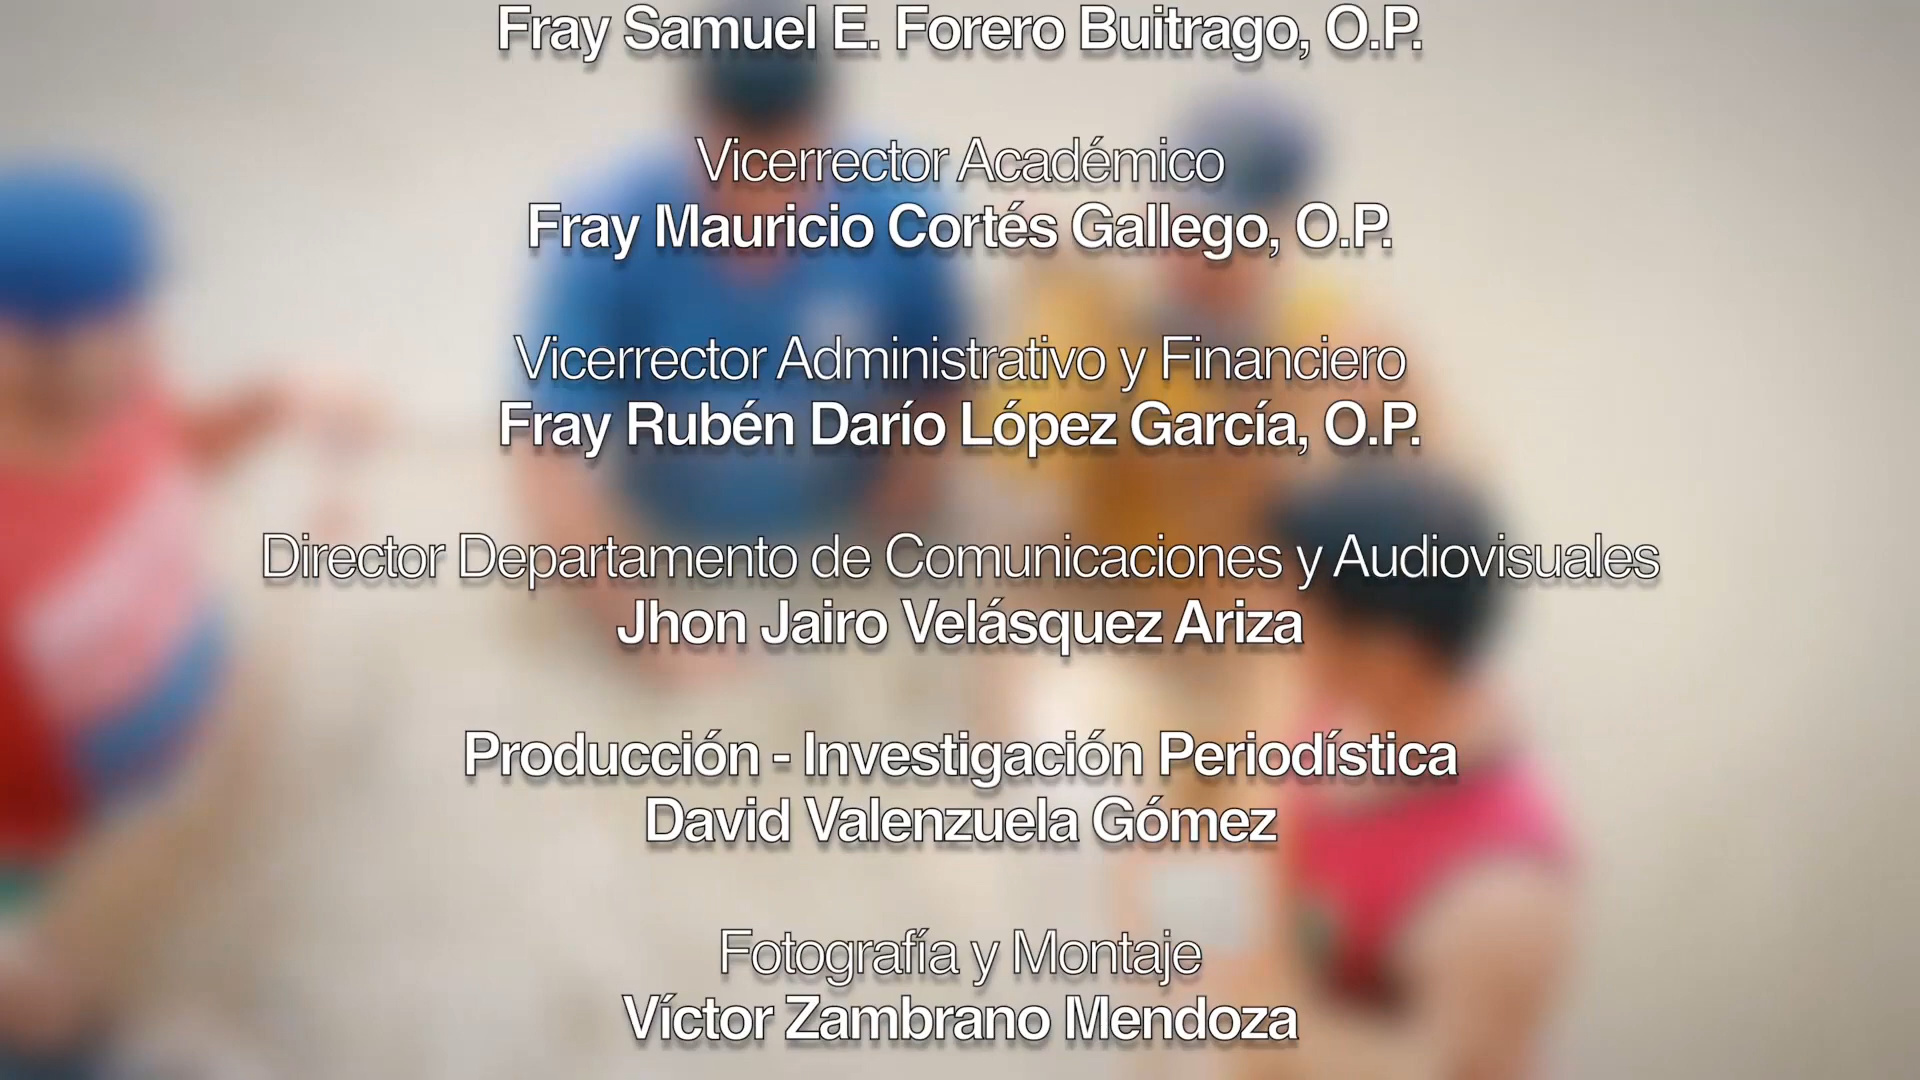 Fray Samuel E. Forero Buitrago, O.P.
Vicerrector Académico
Fray Mauricio Cortés Gallego, O.P.
Vicerrector Administrativo y Financiero
Fray Rubén Darío López García, O.P.
Director Departamento de Comunicaciones y Audiovisuales
Jhon Jairo Velásquez Ariza
Producción - Investigación Periodística
David Valenzuela Gómez
Fotografía y Montaje
Víctor Zambrano Mendoza